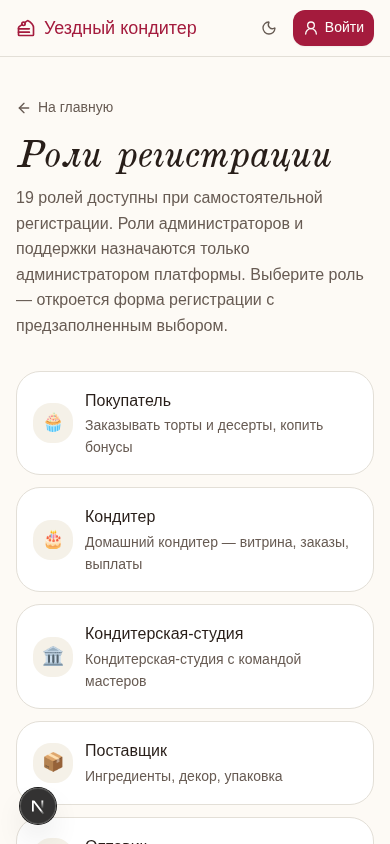 Уездный кондитер
Войти
На главную
Роли регистрации
19 ролей доступны при самостоятельной
регистрации. Роли администраторов и
поддержки назначаются только
администратором платформы. Выберите роль
— откроется форма регистрации с
предзаполненным выбором.
Покупатель
Заказывать торты и десерты, копить
бонусы
Кондитер
Домашний кондитер — витрина, заказы,
выплаты
Кондитерская-студия
Кондитерская-студия с командой
мастеров
Поставщик
Ингредиенты, декор, упаковка
N